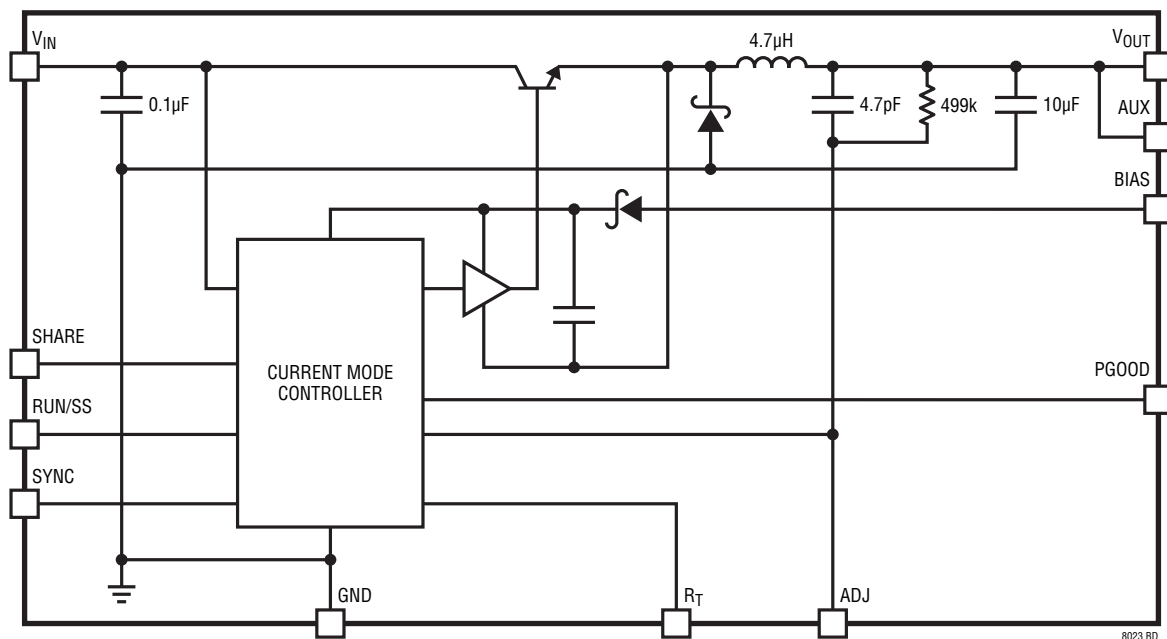 V_IN
4.7µH
V_OUT
0.1µF
4.7pF
499k
10µF
AUX
BIAS
SHARE
CURRENT MODE
CONTROLLER
PGOOD
RUN/SS
SYNC
GND
R_T
ADJ
8023 BD